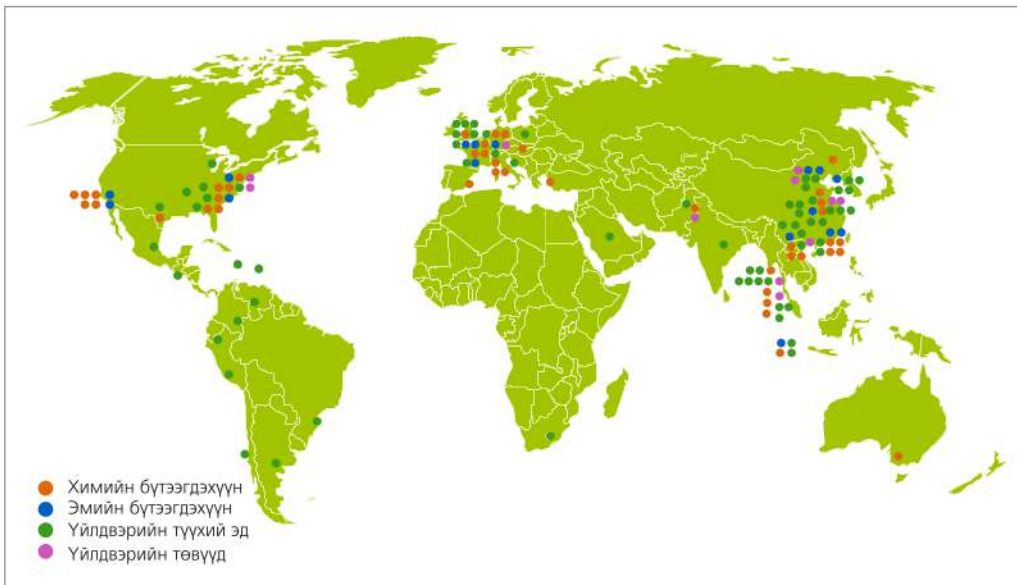 Химийн бүтээгдэхүүн
Эмийн бүтээгдэхүүн
Үйлдвэрийн түүхий эд
Үйлдвэрийн төвүүд